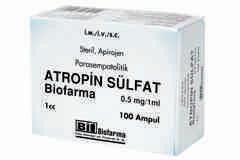 i.m./i.v./s.c.
Steril, Apirojen
Parasempatolitik
ATROPİN SÜLFAT
Biofarma
0.5 mg/1ml
1cc
100 Ampul
Biofarma